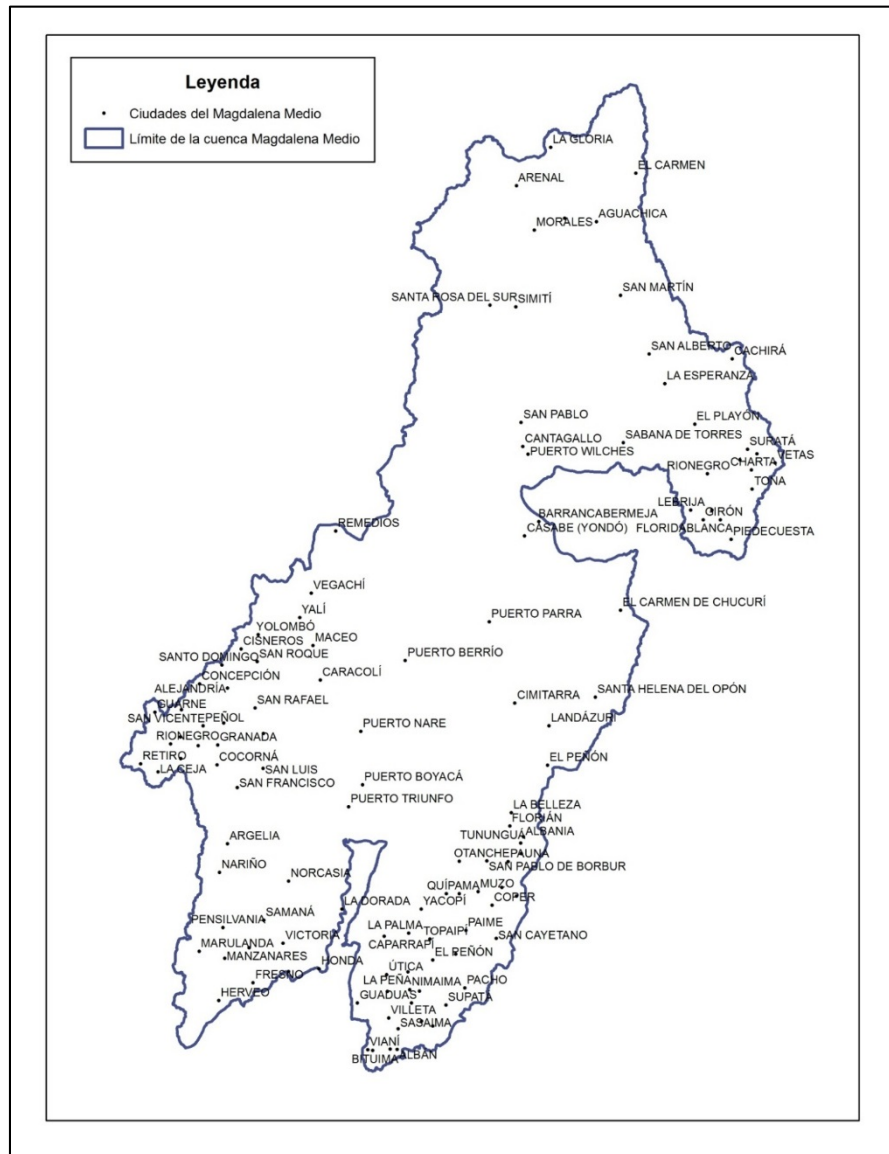 Leyenda
Ciudades del Magdalena Medio
Límite de la cuenca Magdalena Medio
LA GLORIA
EL CARMEN
ARENAL
MORALES
AGUACHICA
SAN MARTÍN
SANTA ROSA DEL SUR
SIMITÍ
SAN ALBERTO
CACHIRÁ
LA ESPERANZA
SAN PABLO
EL PLAYÓN
CANTAGALLO
SABANA DE TORRES
SURATÁ
PUERTO WILCHES
VETAS
CHARTA
RIONEGRO
TONA
LEBRIJA
GIRÓN
BARRANCABERMEJA
REMEDIOS
CASABE (YONDÓ)
FLORIDABLANCA
PIEDECUESTA
VEGACHÍ
EL CARMEN DE CHUCURÍ
YALÍ
PUERTO PARRA
YOLOMBÓ
CISNEROS
MACEO
SANTO DOMINGO
SAN ROQUE
PUERTO BERRÍO
CONCEPCIÓN
CARACOLÍ
ALEJANDRÍA
SAN RAFAEL
CIMITARRA
SANTA HELENA DEL OPÓN
GUARNE
SAN VICENTE
PEÑOL
PUERTO NARE
LANDÁZURI
RIONEGRO
GRANADA
RETIRO
COCORNÁ
EL PEÑÓN
LA CEJA
SAN LUIS
SAN FRANCISCO
PUERTO BOYACÁ
PUERTO TRIUNFO
LA BELLEZA
FLORIÁN
ARGELIA
TUNUNGUÁ
ALBANIA
OTANCHE
PAUNA
SAN PABLO DE BORBUR
NARIÑO
NORCASIA
QUÍPAMA
MUZO
LA DORADA
YACOPÍ
COPER
PENSILVANIA
SAMANÁ
LA PALMA
TOPAIPÍ
PAIME
VICTORIA
CAPARRAPÍ
SAN CAYETANO
MARULANDA
MANZANARES
EL PEÑÓN
HONDA
ÚTICA
FRESNO
LA PEÑA
NIMAIMA
PACHO
HERVEO
GUADUAS
SUPATÁ
VILLETA
SASAIMA
VIANÍ
BITUIMA
ALBÁN